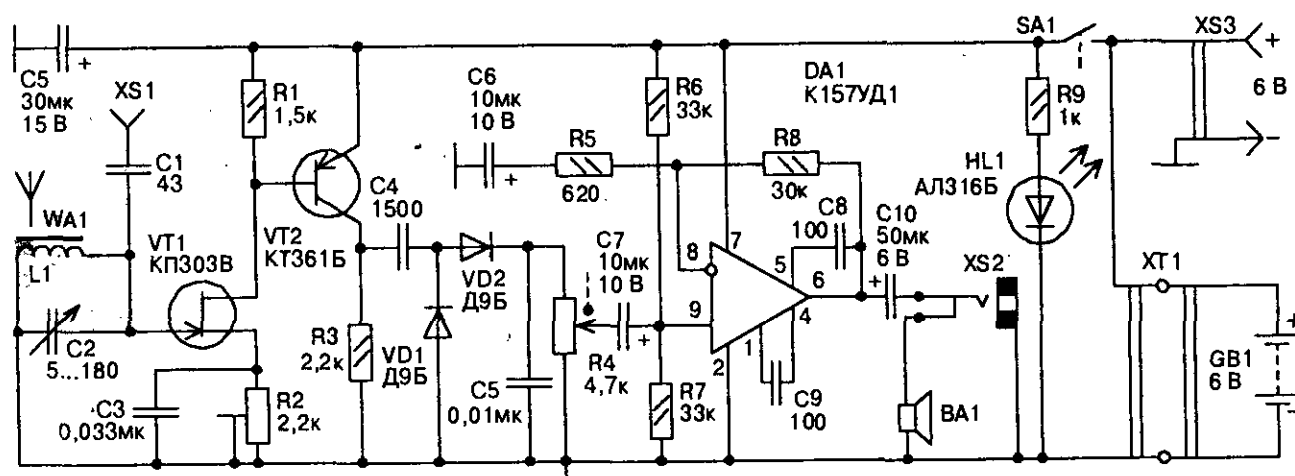 C5
30мк
15 В
+
XS1
C1
43
WA1
L1
C2
5...180
VT1
КП303В
C3
0,033мк
R1
1,5к
VT2
КТ361Б
R2
2,2к
R3
2,2к
C4
1500
VD1
Д9Б
VD2
Д9Б
C5
0,01мк
C6
10мк
10 В
+
R5
620
R4
4,7к
C7
10мк
10 В
+
R6
33к
R7
33к
DA1
К157УД1
R8
30к
8
9
7
2
1
5
6
4
C8
100
C9
100
C10
50мк
6 В
+
XS2
BA1
SA1
R9
1к
HL1
АЛ316Б
XS3
+
6 В
-
XT1
GB1
6 В
+
-